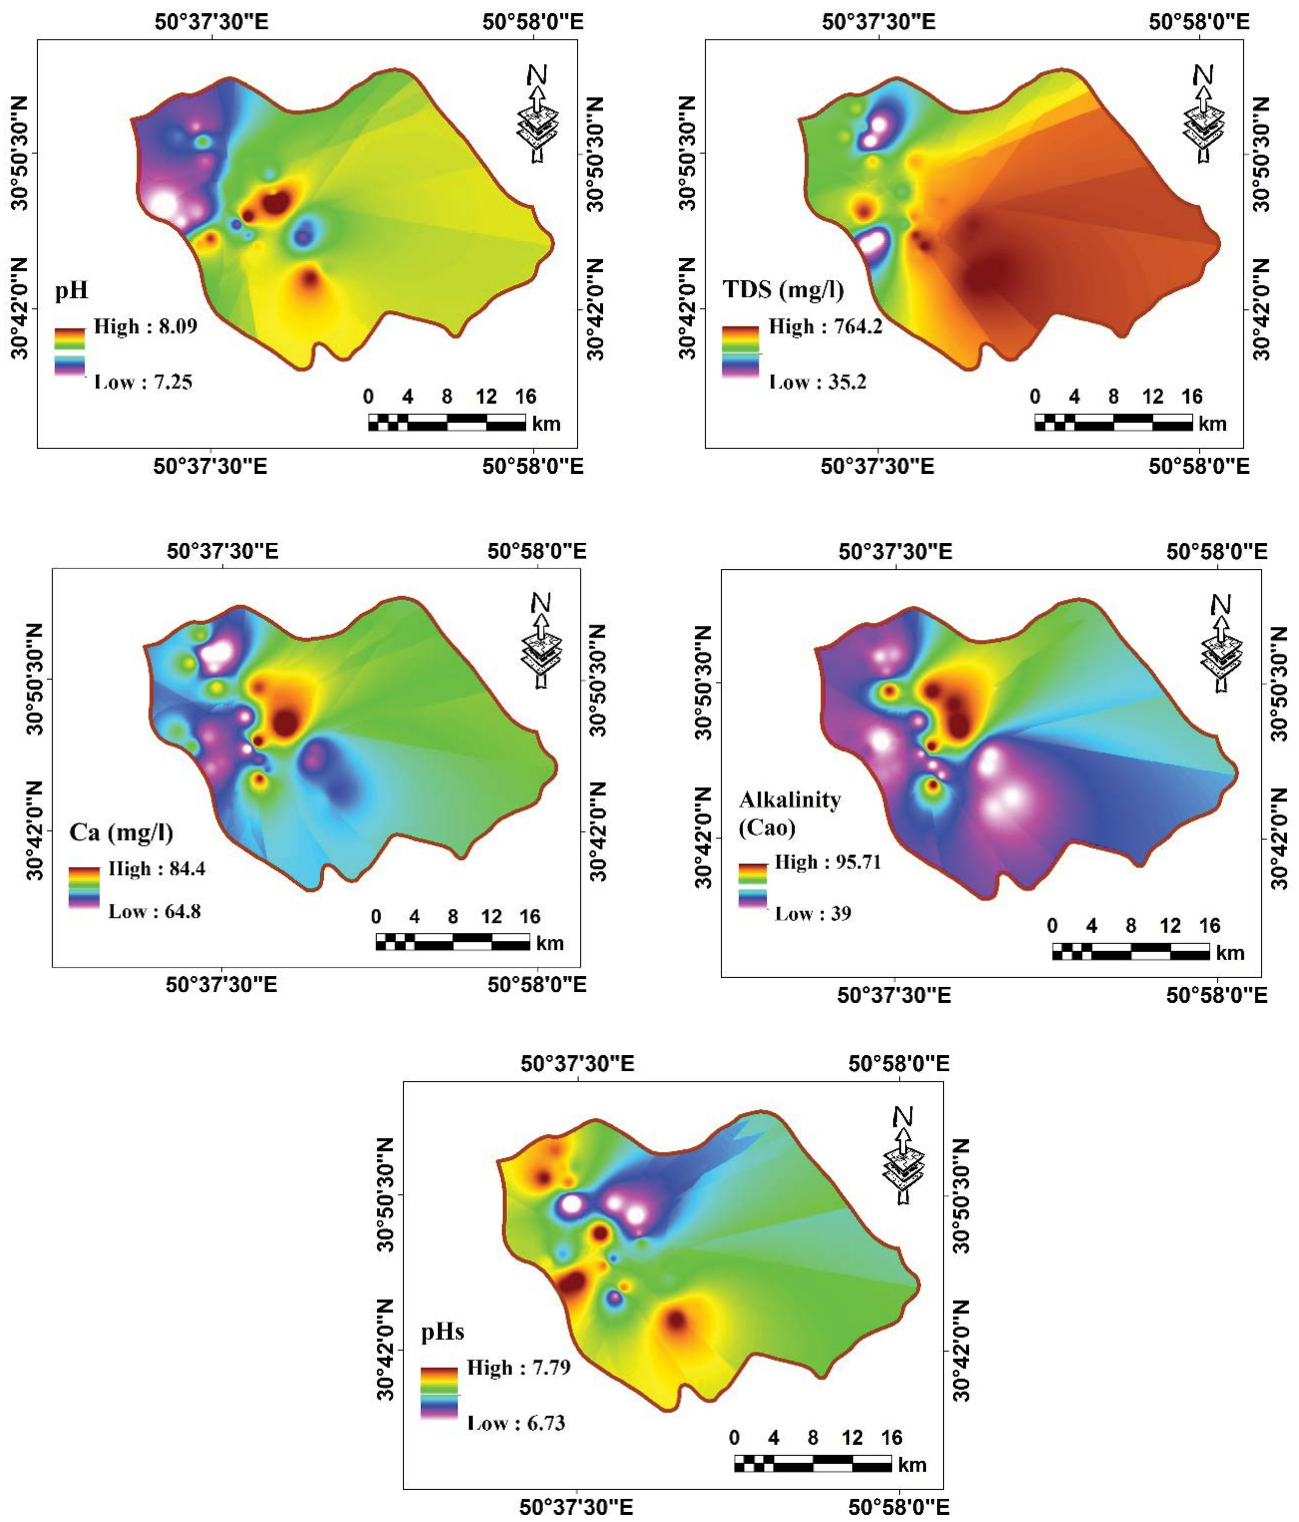 50°37'30"E 50°58'0"E
50°37'30"E 50°58'0"E
N
N
30°50'30"N
30°50'30"N
30°50'30"N
30°50'30"N
pH
High : 8.09
Low : 7.25
TDS (mg/l)
High : 764.2
Low : 35.2
30°42'0"N
30°42'0"N
30°42'0"N
30°42'0"N
0 4 8 12 16
km
0 4 8 12 16
km
50°37'30"E 50°58'0"E
50°37'30"E 50°58'0"E
50°37'30"E 50°58'0"E
50°37'30"E 50°58'0"E
N
N
30°50'30"N
30°50'30"N
30°50'30"N
30°50'30"N
Ca (mg/l)
High : 84.4
Low : 64.8
Alkalinity
(Cao)
High : 95.71
Low : 39
30°42'0"N
30°42'0"N
30°42'0"N
30°42'0"N
0 4 8 12 16
km
0 4 8 12 16
km
50°37'30"E 50°58'0"E
50°37'30"E 50°58'0"E
50°37'30"E 50°58'0"E
N
30°50'30"N
30°50'30"N
pHs
High : 7.79
Low : 6.73
30°42'0"N
30°42'0"N
0 4 8 12 16
km
50°37'30"E 50°58'0"E